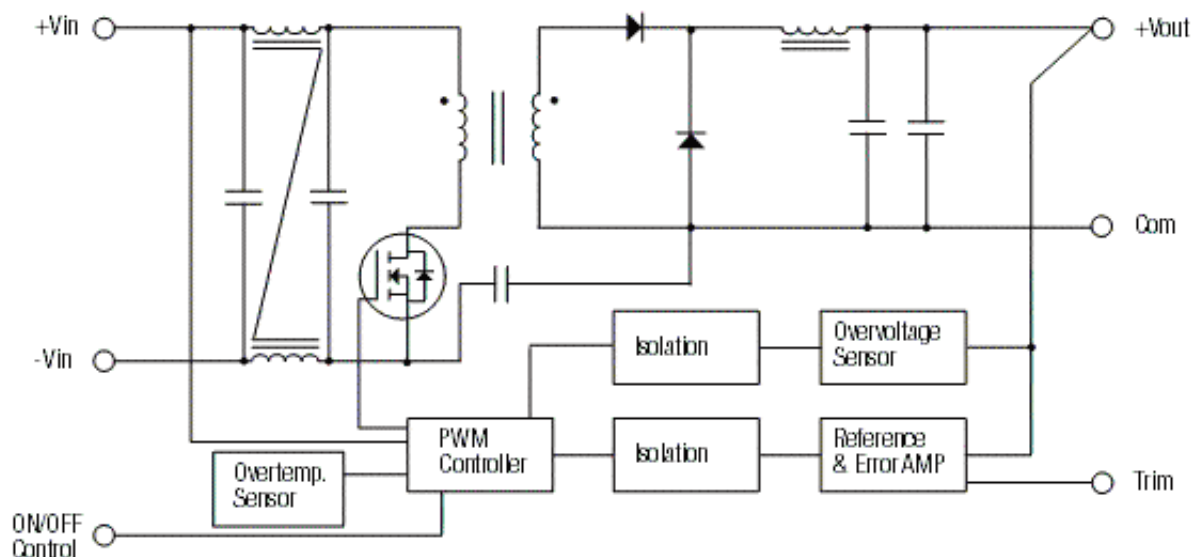 +Vin
+Vout
Com
-Vin
Isolation
Overvoltage
Sensor
PWM
Controller
Isolation
Reference
& Error AMP
Overtemp.
Sensor
Trim
ON/OFF
Control